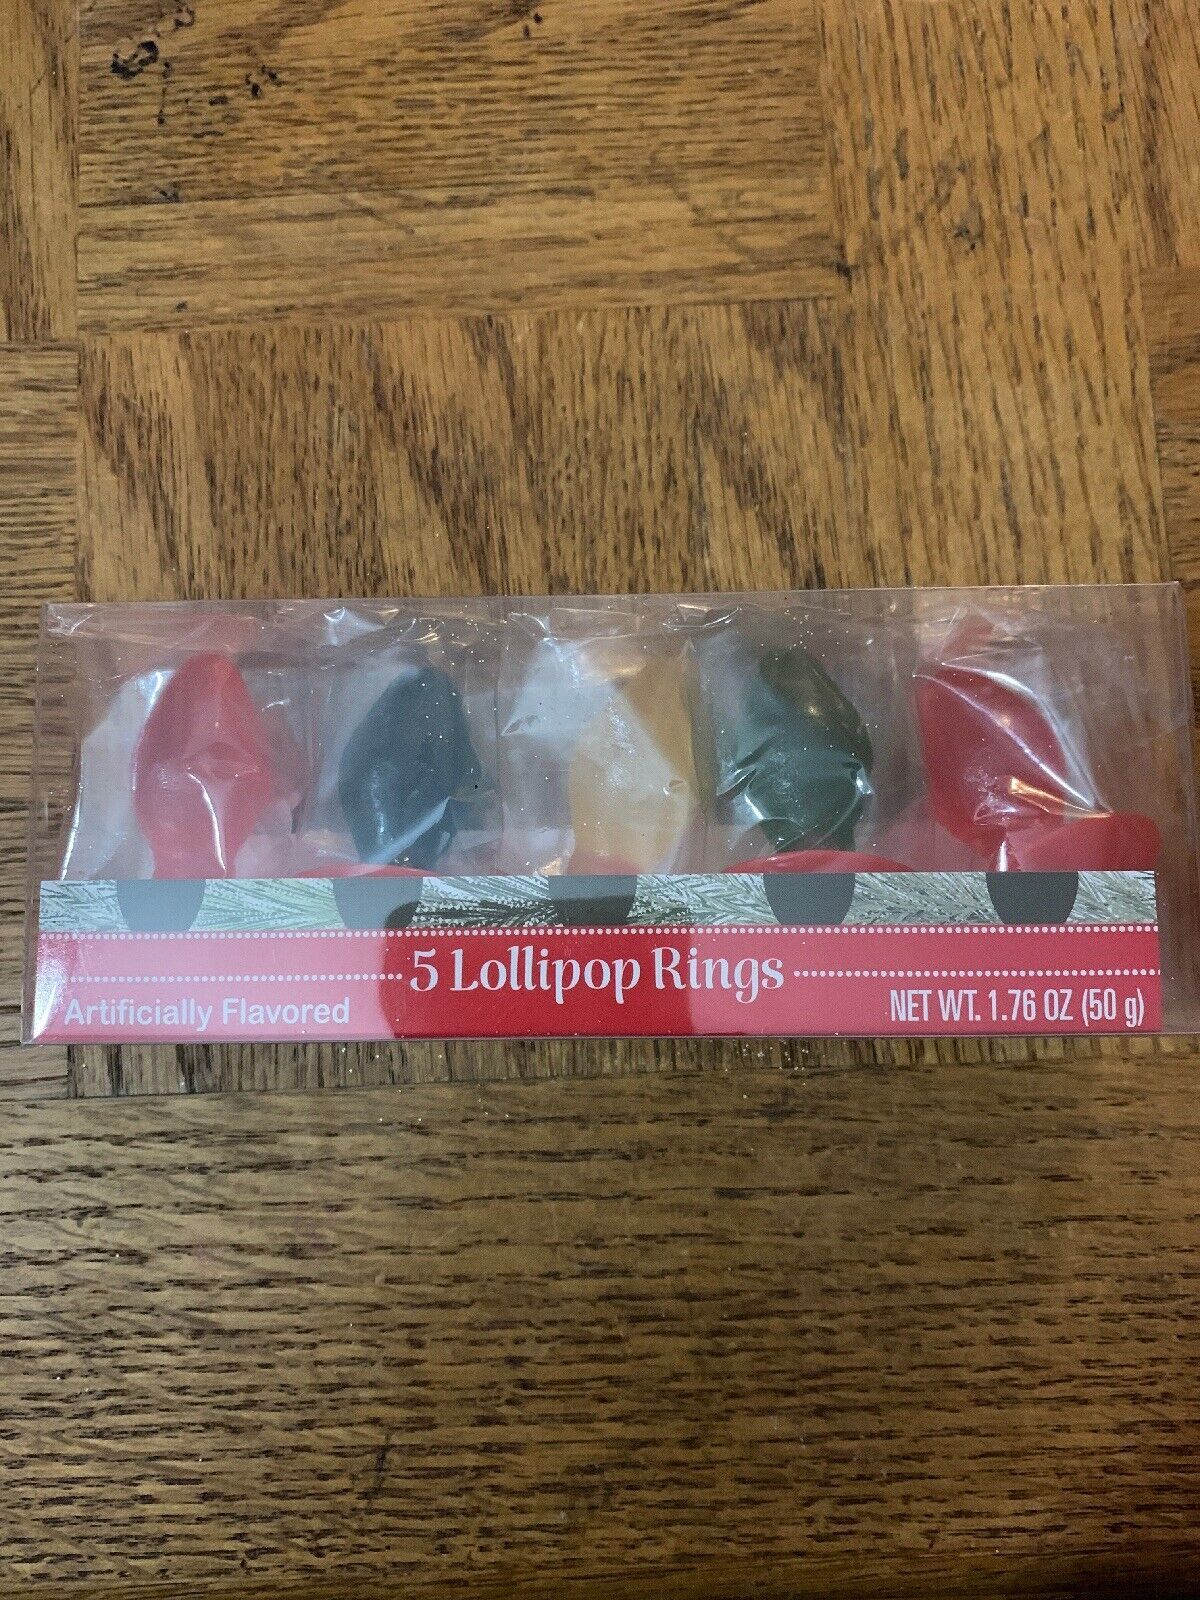 5 Lollipop Rings
Artificially Flavored
NET WT. 1.76 OZ (50 g)